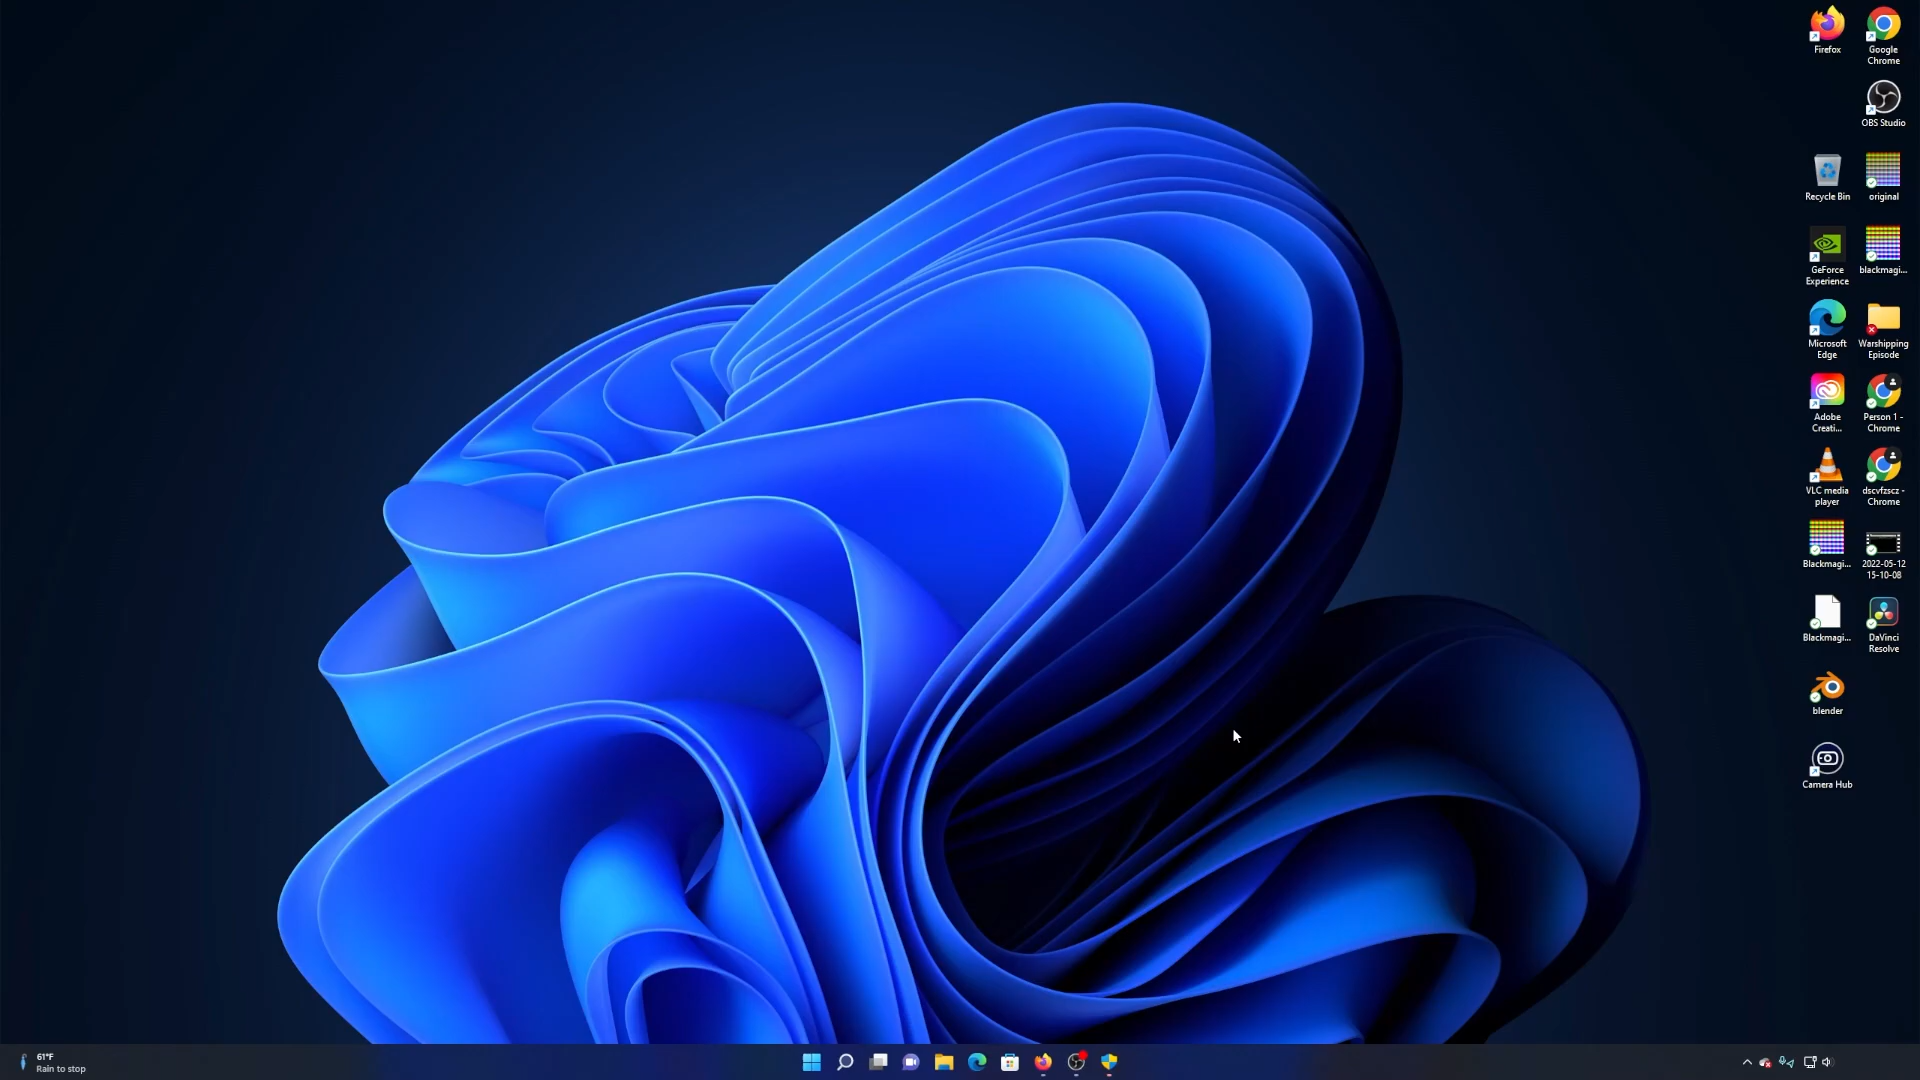 Firefox
Google
Chrome
OBS Studio
Recycle Bin
original
GeForce
Experience
blackmagi...
Microsoft
Edge
Warshipping
Episode
Adobe
Creati...
Person 1 -
Chrome
VLC media
player
dscvfzscz -
Chrome
Blackmagi...
2022-05-12
15-10-08
Blackmagi...
DaVinci
Resolve
blender
Camera Hub
61°F
Rain to stop